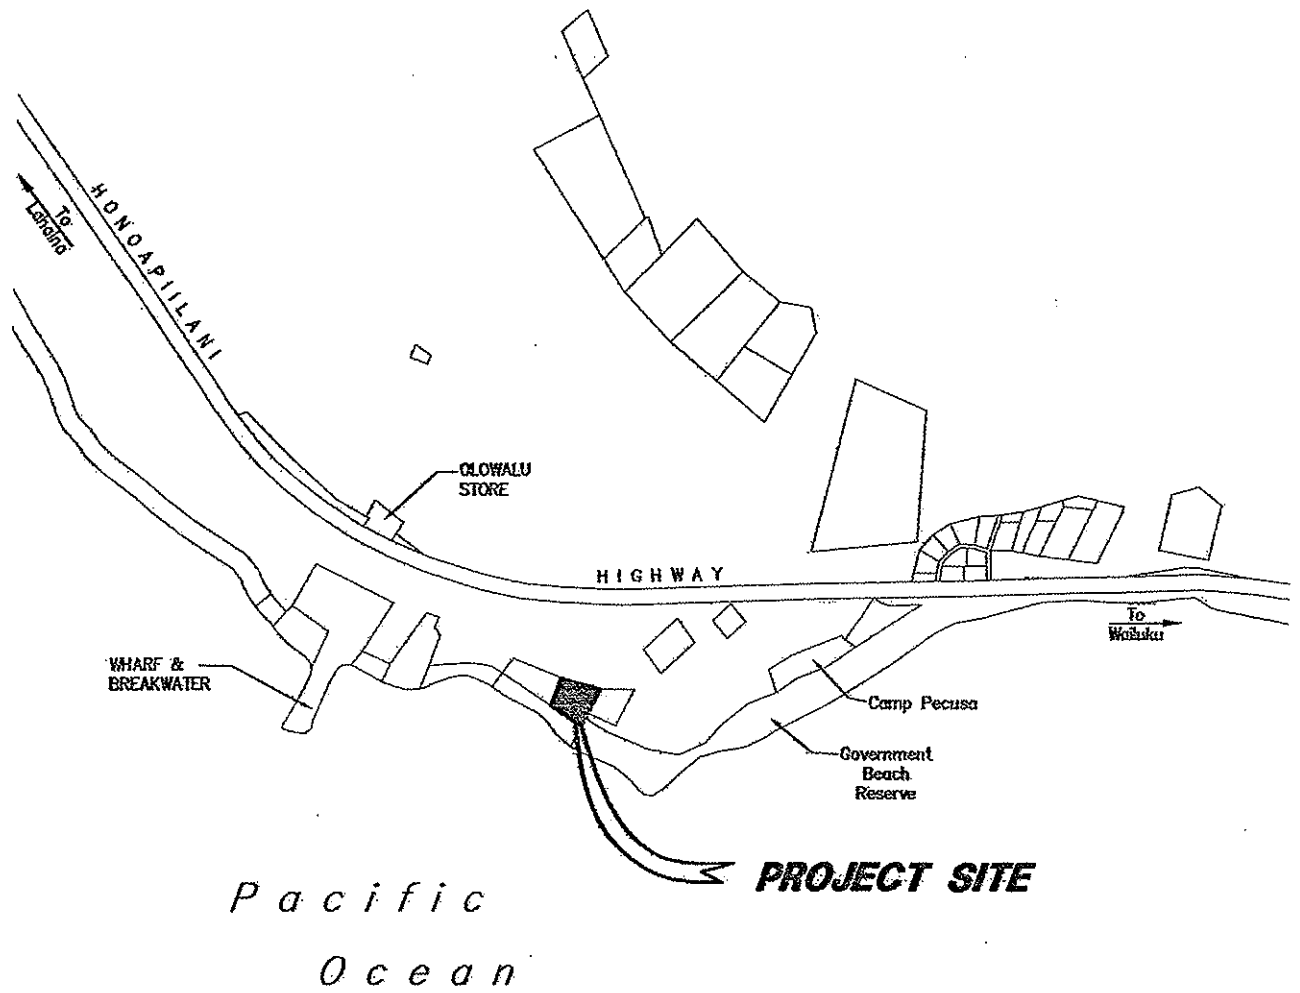 HONOAPIILANI
To
Lahaina
OLOWALU
STORE
HIGHWAY
To
Wailuku
WHARF &
BREAKWATER
Camp Pecusa
Government
Beach
Reserve
PROJECT SITE
Pacific
Ocean